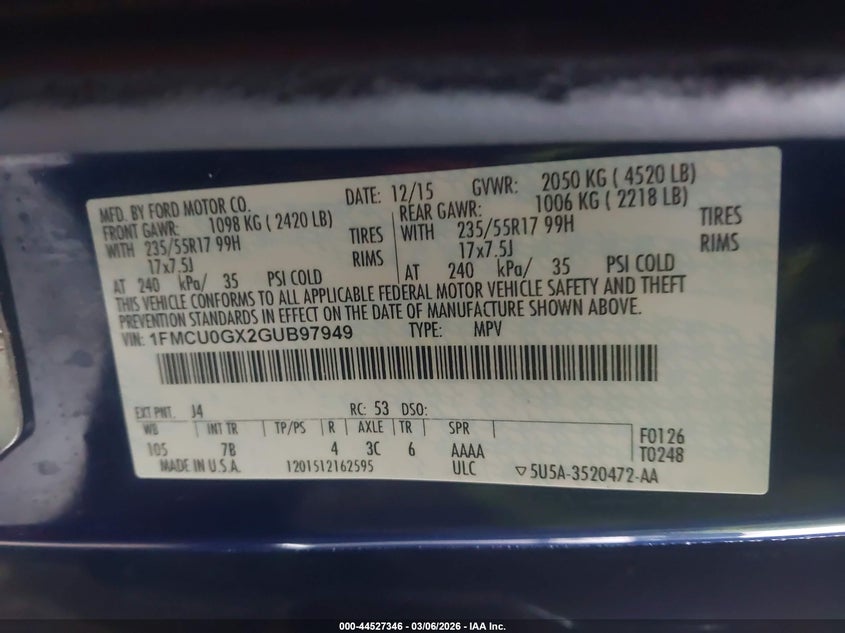 MFD. BY FORD MOTOR CO. DATE: 12/15 GVWR: 2050 KG ( 4520 LB)
FRONT GAWR: 1098 KG ( 2420 LB) REAR GAWR: 1006 KG ( 2218 LB)
WITH 235/55R17 99H TIRES WITH 235/55R17 99H TIRES
17x7.5J RIMS 17x7.5J RIMS
AT 240 kPa/ 35 PSI COLD AT 240 kPa/ 35 PSI COLD
THIS VEHICLE CONFORMS TO ALL APPLICABLE FEDERAL MOTOR VEHICLE SAFETY AND THEFT
PREVENTION STANDARDS IN EFFECT ON THE DATE OF MANUFACTURE SHOWN ABOVE.
VIN: 1FMCU0GX2GUB97949 TYPE: MPV
EXT PNT. J4 RC: 53 DSO:
WB INT TR TP/PS R AXLE TR SPR F0126
105 7B 4 3C 6 AAAA T0248
MADE IN U.S.A. 1201512162595 ULC ▽5U5A-3520472-AA
000-44527346 | 03/06/2026 - IAA Inc.